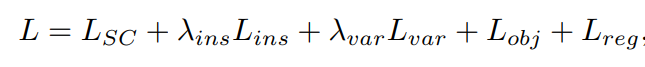 L = L_{SC} + λ_{ins}L_{ins} + λ_{var}L_{var} + L_{obj} + L_{reg},